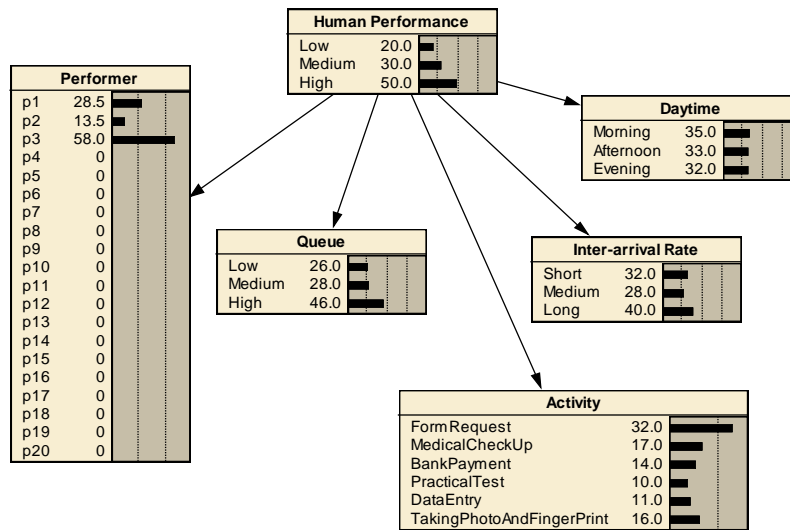 Human Performance
Low 20.0
Medium 30.0
High 50.0
Performer
p1 28.5
p2 13.5
p3 58.0
p4 0
p5 0
p6 0
p7 0
p8 0
p9 0
p10 0
p11 0
p12 0
p13 0
p14 0
p15 0
p16 0
p17 0
p18 0
p19 0
p20 0
Daytime
Morning 35.0
Afternoon 33.0
Evening 32.0
Queue
Low 26.0
Medium 28.0
High 46.0
Inter-arrival Rate
Short 32.0
Medium 28.0
Long 40.0
Activity
FormRequest 32.0
MedicalCheckUp 17.0
BankPayment 14.0
PracticalTest 10.0
DataEntry 11.0
TakingPhotoAndFingerPrint 16.0